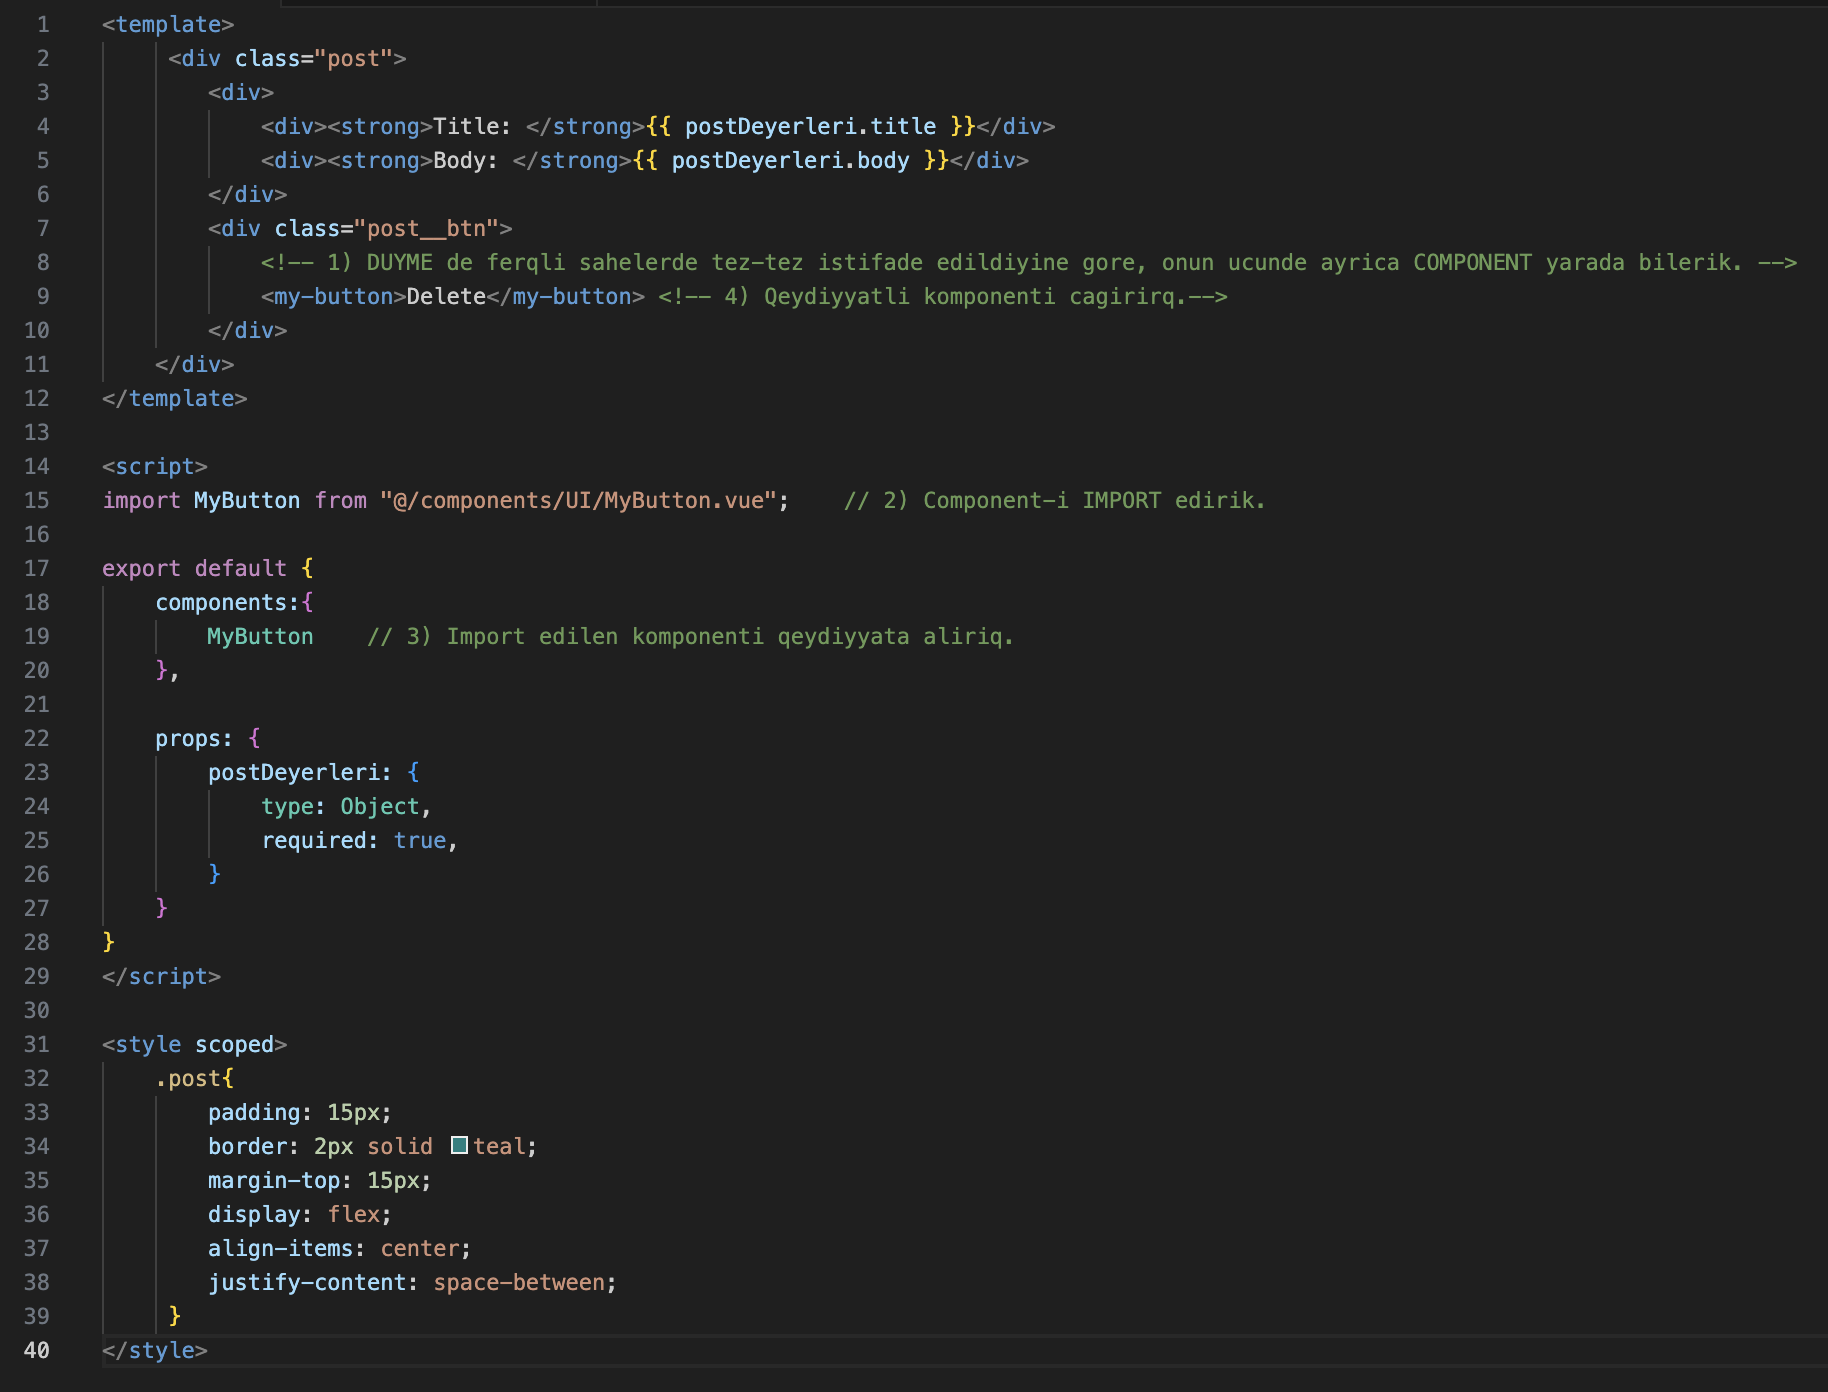 1 <template>
2 <div class="post">
3 <div>
4 <div><strong>Title: </strong>{{ postDeyerleri.title }}</div>
5 <div><strong>Body: </strong>{{ postDeyerleri.body }}</div>
6 </div>
7 <div class="post__btn">
8 <!-- 1) DUYME de ferqli sahelerde tez-tez istifade edildiyine gore, onun ucunde ayrica COMPONENT yarada bilerik. -->
9 <my-button>Delete</my-button> <!-- 4) Qeydiyyatli komponenti cagirirq.-->
10 </div>
11 </div>
12 </template>
13
14 <script>
15 import MyButton from "@/components/UI/MyButton.vue"; // 2) Component-i IMPORT edirik.
16
17 export default {
18 components:{
19 MyButton // 3) Import edilen komponenti qeydiyyata aliriq.
20 },
21
22 props: {
23 postDeyerleri: {
24 type: Object,
25 required: true,
26 }
27 }
28 }
29 </script>
30
31 <style scoped>
32 .post{
33 padding: 15px;
34 border: 2px solid teal;
35 margin-top: 15px;
36 display: flex;
37 align-items: center;
38 justify-content: space-between;
39 }
40 </style>